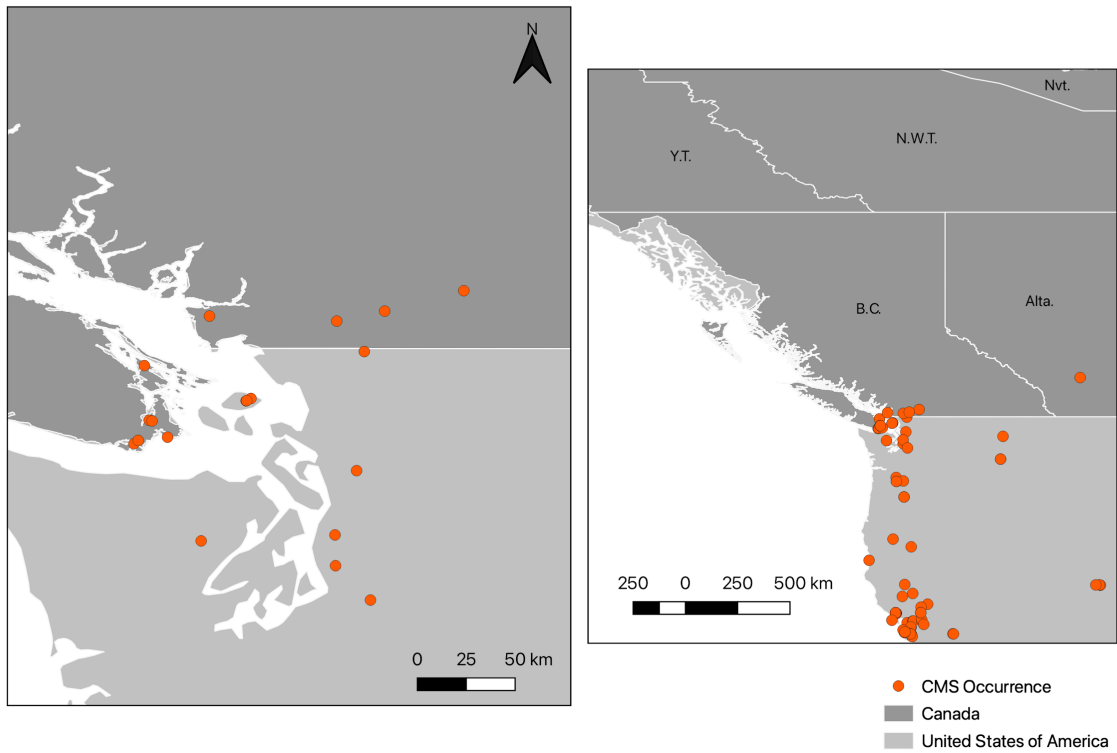 N
0 25 50 km
Nvt.
N.W.T.
Y.T.
B.C.
Alta.
250 0 250 500 km
CMS Occurrence
Canada
United States of America